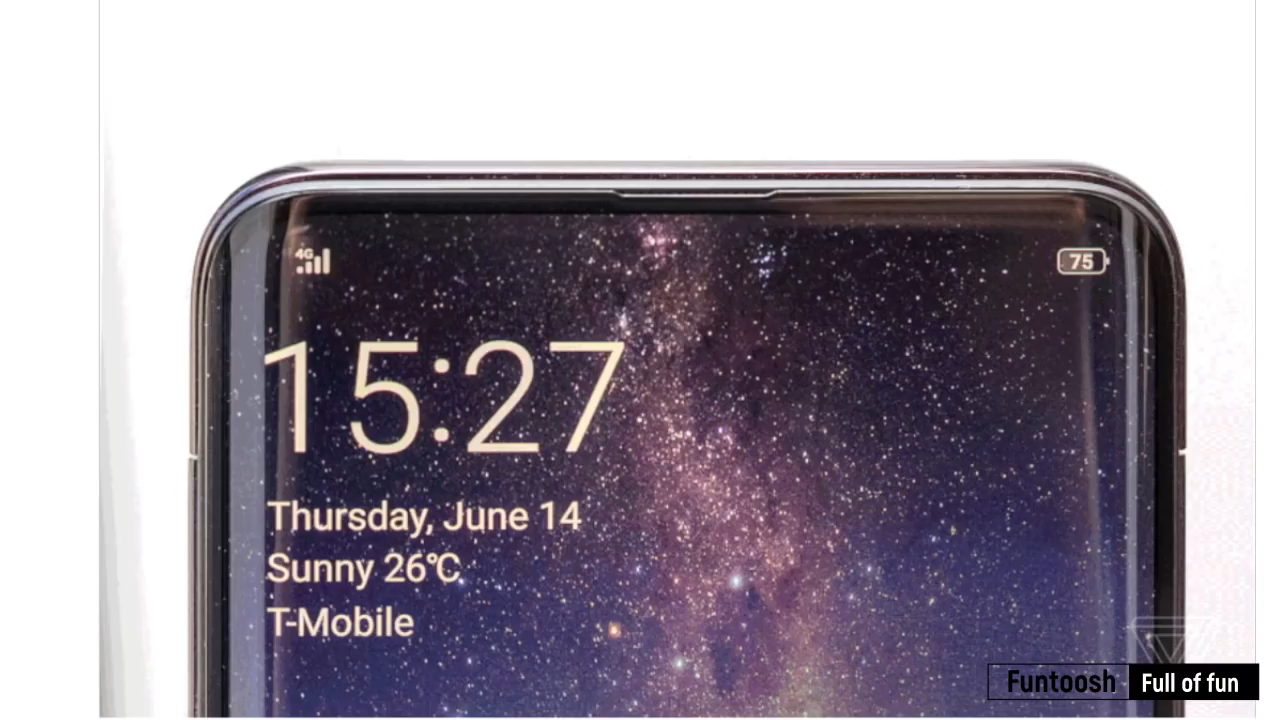 4G
75
15:27
Thursday, June 14
Sunny 26℃
T-Mobile
Funtoosh Full of fun